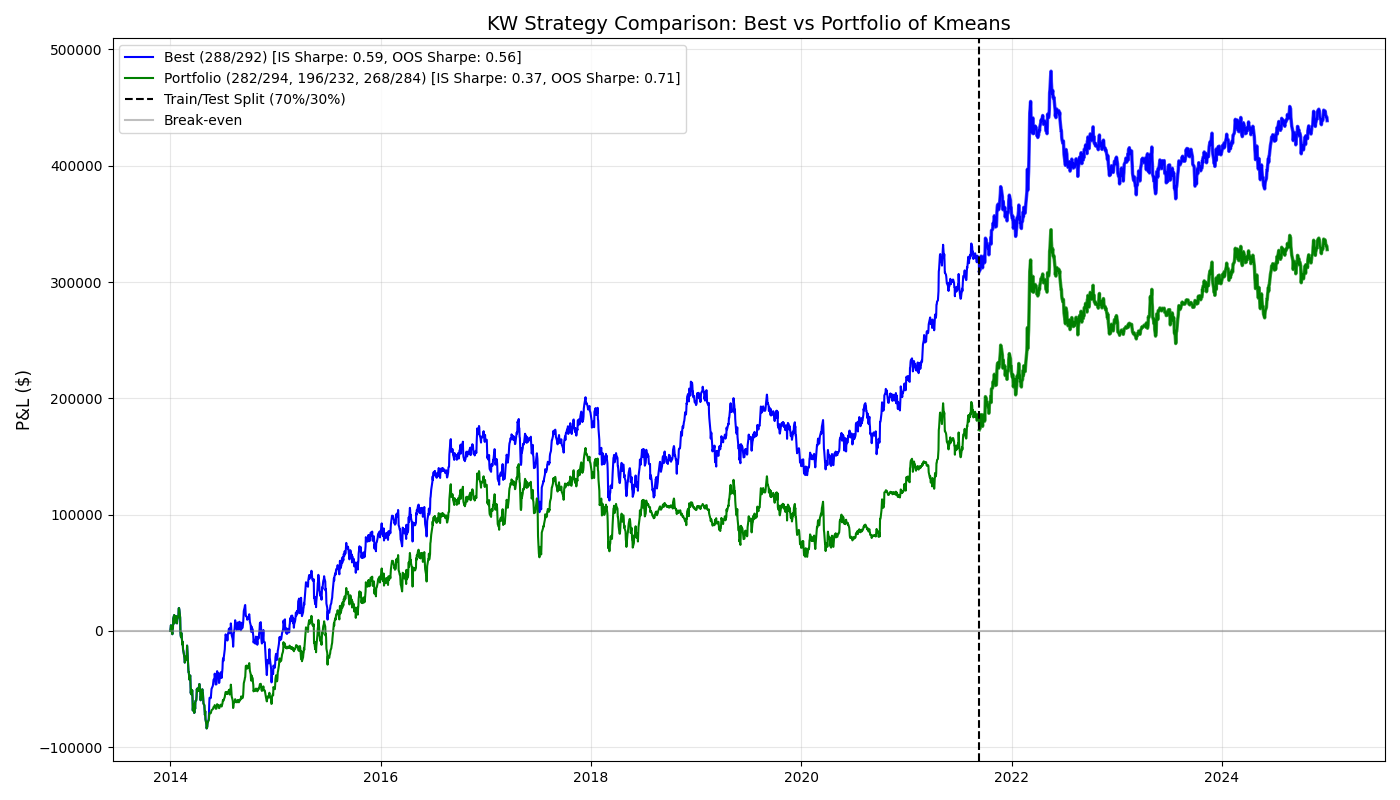 KW Strategy Comparison: Best vs Portfolio of Kmeans
Best (288/292) [IS Sharpe: 0.59, OOS Sharpe: 0.56]
Portfolio (282/294, 196/232, 268/284) [IS Sharpe: 0.37, OOS Sharpe: 0.71]
Train/Test Split (70%/30%)
Break-even
P&L ($)
500000
400000
300000
200000
100000
0
−100000
2014
2016
2018
2020
2022
2024